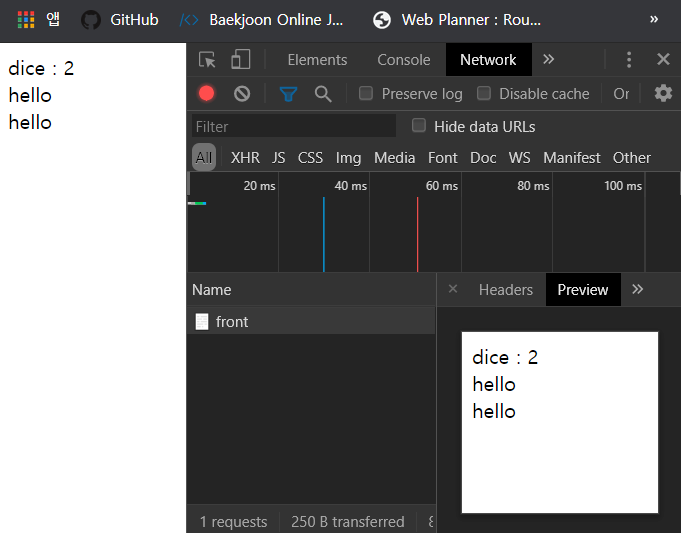 앱 GitHub Baekjoon Online J... Web Planner : Rou... »
dice : 2
hello
hello
Elements Console Network »
Preserve log Disable cache
Filter Hide data URLs
All XHR JS CSS Img Media Font Doc WS Manifest Other
20 ms 40 ms 60 ms 80 ms 100 ms
Name
front
× Headers Preview »
dice : 2
hello
hello
1 requests 250 B transferred